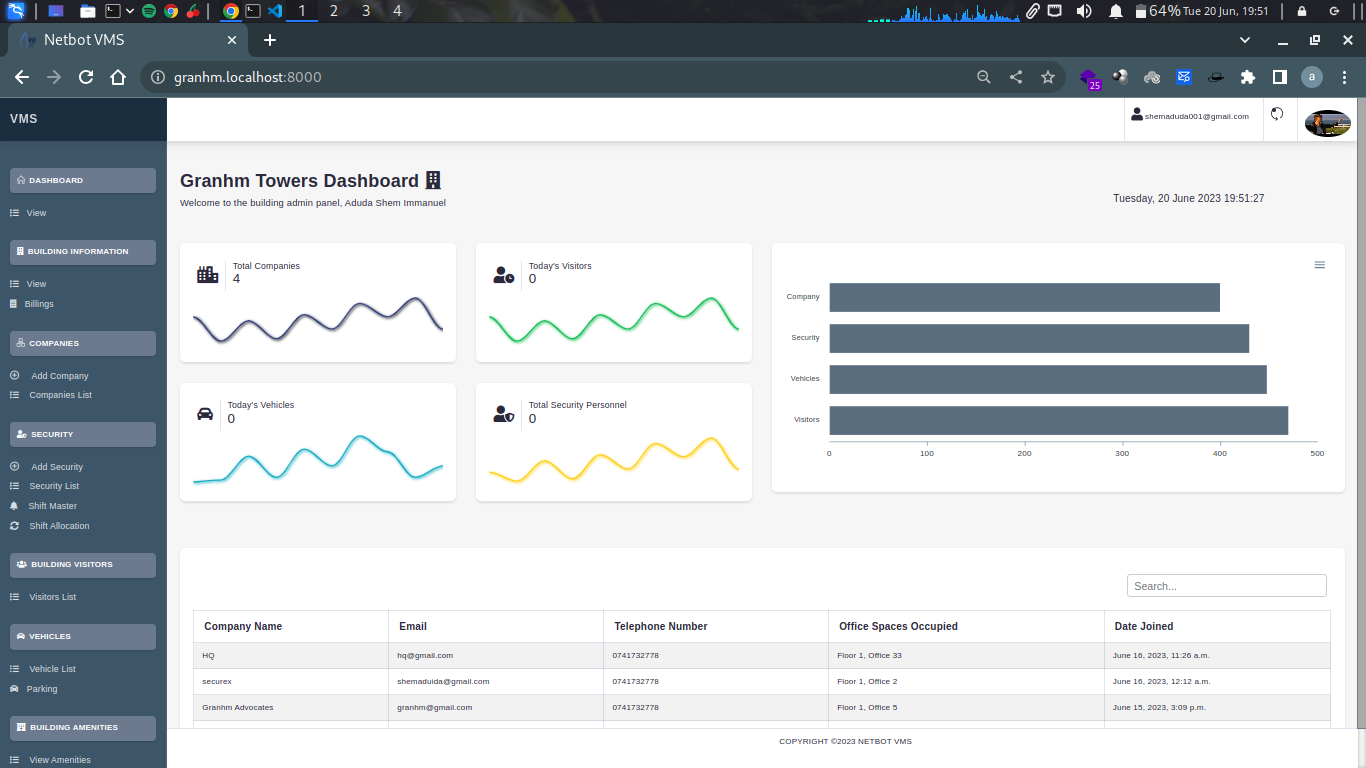 1 2 3 4 64% Tue 20 Jun, 19:51
Netbot VMS
granhm.localhost:8000 25 a
VMS
shemaduda001@gmail.com
DASHBOARD
View
BUILDING INFORMATION
View
Billings
COMPANIES
Add Company
Companies List
SECURITY
Add Security
Security List
Shift Master
Shift Allocation
BUILDING VISITORS
Visitors List
VEHICLES
Vehicle List
Parking
BUILDING AMENITIES
View Amenities
Granhm Towers Dashboard
Welcome to the building admin panel, Aduda Shem Immanuel
Tuesday, 20 June 2023 19:51:27
Total Companies
4
Today's Visitors
0
Today's Vehicles
0
Total Security Personnel
0
Company
Security
Vehicles
Visitors
0 100 200 300 400 500
Search...
Company Name Email Telephone Number Office Spaces Occupied Date Joined
HQ hq@gmail.com 0741732778 Floor 1, Office 33 June 16, 2023, 11:26 a.m.
securex shemaduida@gmail.com 0741732778 Floor 1, Office 2 June 16, 2023, 12:12 a.m.
Granhm Advocates granhm@gmail.com 0741732778 Floor 1, Office 5 June 15, 2023, 3:09 p.m.
COPYRIGHT ©2023 NETBOT VMS